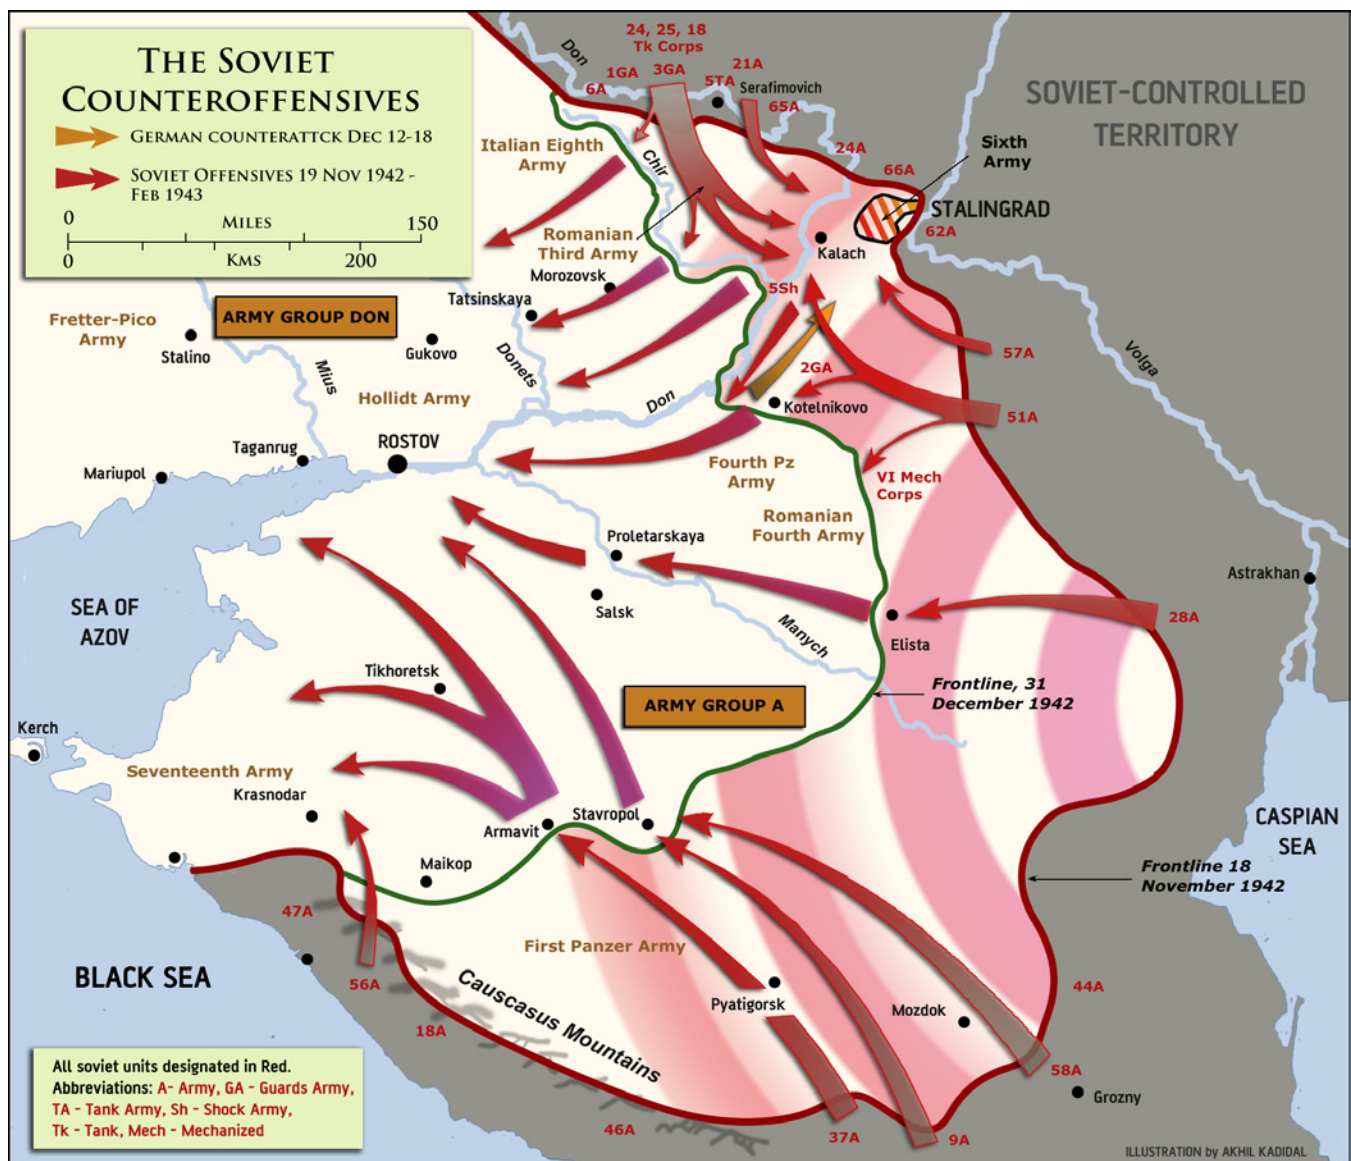 THE SOVIET
COUNTEROFFENSIVES
GERMAN COUNTERATTCK DEC 12-18
SOVIET OFFENSIVES 19 NOV 1942 -
FEB 1943
0
MILES
150
0
KMS
200
24, 25, 18
Tk Corps
Don
1GA
3GA
21A
6A
5TA
Serafimovich
65A
SOVIET-CONTROLLED
TERRITORY
Italian Eighth
Army
Chir
24A
Sixth
Army
66A
STALINGRAD
62A
Romanian
Third Army
Kalach
Morozovsk
5Sh
Tatsinskaya
ARMY GROUP DON
Fretter-Pico
Army
Stalino
Gukovo
Mius
Donets
57A
Volga
2GA
Hollidt Army
Don
Kotelnikovo
51A
Taganrug
ROSTOV
Mariupol
Fourth Pz
Army
VI Mech
Corps
Romanian
Fourth Army
Proletarskaya
Astrakhan
SEA OF
AZOV
Salsk
Manych
28A
Elista
Tikhoretsk
Frontline, 31
December 1942
ARMY GROUP A
Kerch
Seventeenth Army
Krasnodar
Stavropol
Armavit
CASPIAN
SEA
Maikop
Frontline 18
November 1942
47A
First Panzer Army
BLACK SEA
56A
Causcasus Mountains
44A
Pyatigorsk
Mozdok
18A
58A
Grozny
46A
37A
9A
All soviet units designated in Red.
Abbreviations: A- Army, GA - Guards Army,
TA - Tank Army, Sh - Shock Army,
Tk - Tank, Mech - Mechanized
ILLUSTRATION by AKHIL KADIDAL